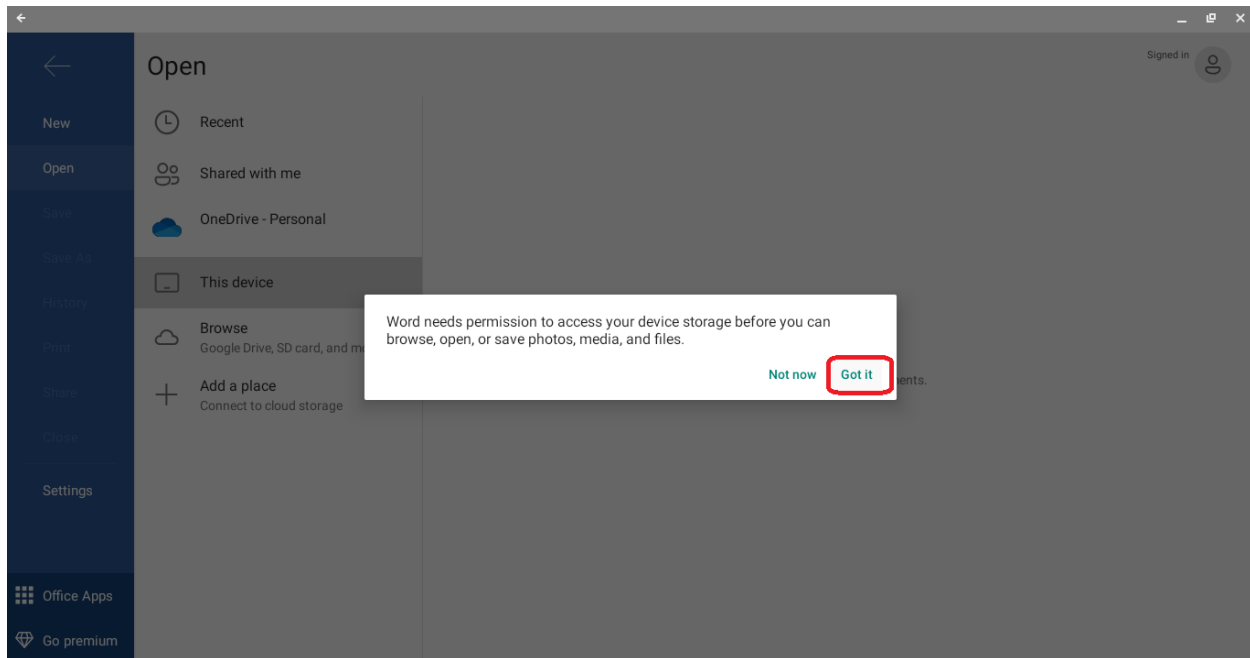 Open
Signed in
New
Open
Save
Save As
History
Print
Share
Close
Settings
Office Apps
Go premium
Recent
Shared with me
OneDrive - Personal
This device
Browse
Google Drive, SD card, and
Add a place
Connect to cloud storage
Word needs permission to access your device storage before you can
browse, open, or save photos, media, and files.
Not now Got it